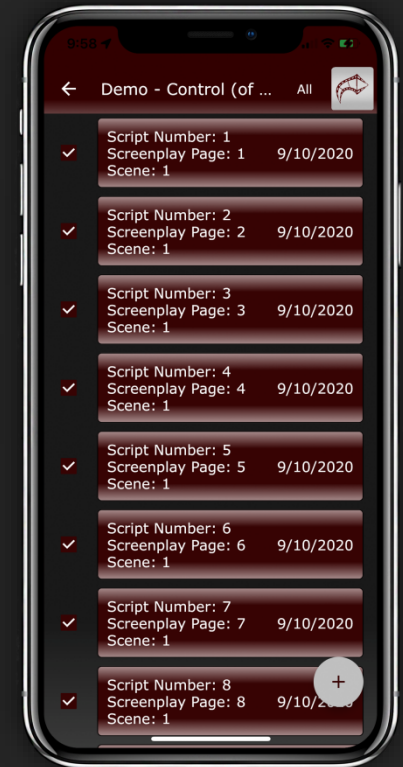 9:58
Demo - Control (of ...
All
Script Number: 1
Screenplay Page: 1
Scene: 1
9/10/2020
Script Number: 2
Screenplay Page: 2
Scene: 1
9/10/2020
Script Number: 3
Screenplay Page: 3
Scene: 1
9/10/2020
Script Number: 4
Screenplay Page: 4
Scene: 1
9/10/2020
Script Number: 5
Screenplay Page: 5
Scene: 1
9/10/2020
Script Number: 6
Screenplay Page: 6
Scene: 1
9/10/2020
Script Number: 7
Screenplay Page: 7
Scene: 1
9/10/2020
Script Number: 8
Screenplay Page: 8
Scene: 1
9/10/
+